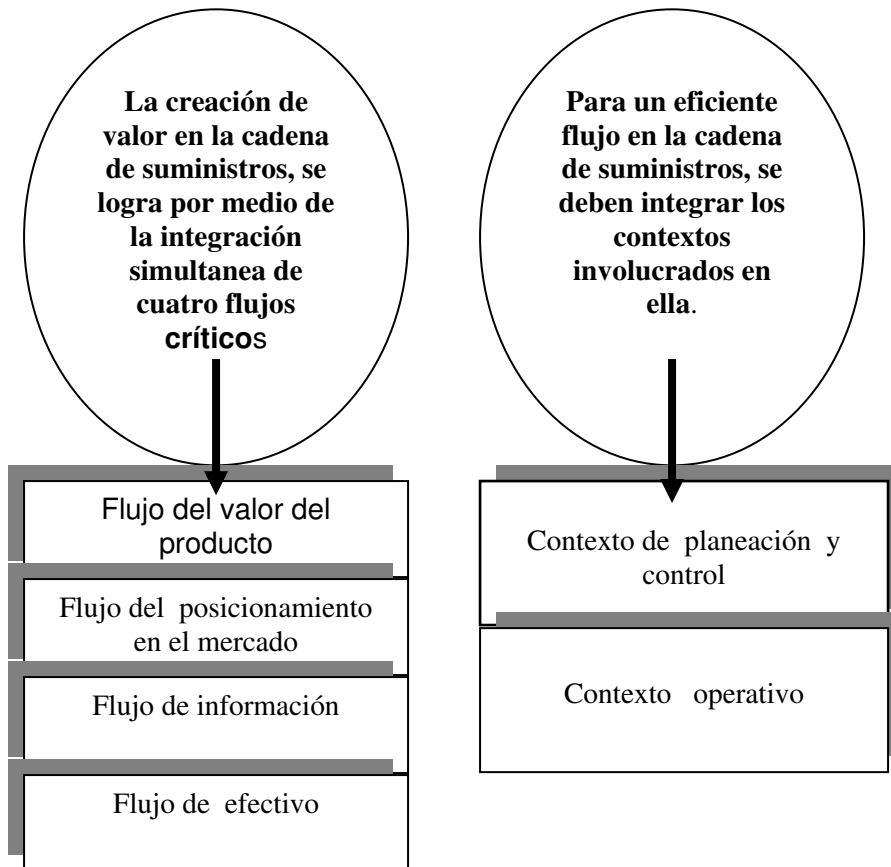 La creación de
valor en la cadena
de suministros, se
logra por medio de
la integración
simultanea de
cuatro flujos
críticos
Flujo del valor del
producto
Flujo del posicionamiento
en el mercado
Flujo de información
Flujo de efectivo
Para un eficiente
flujo en la cadena
de suministros, se
deben integrar los
contextos
involucrados en
ella.
Contexto de planeación y
control
Contexto operativo